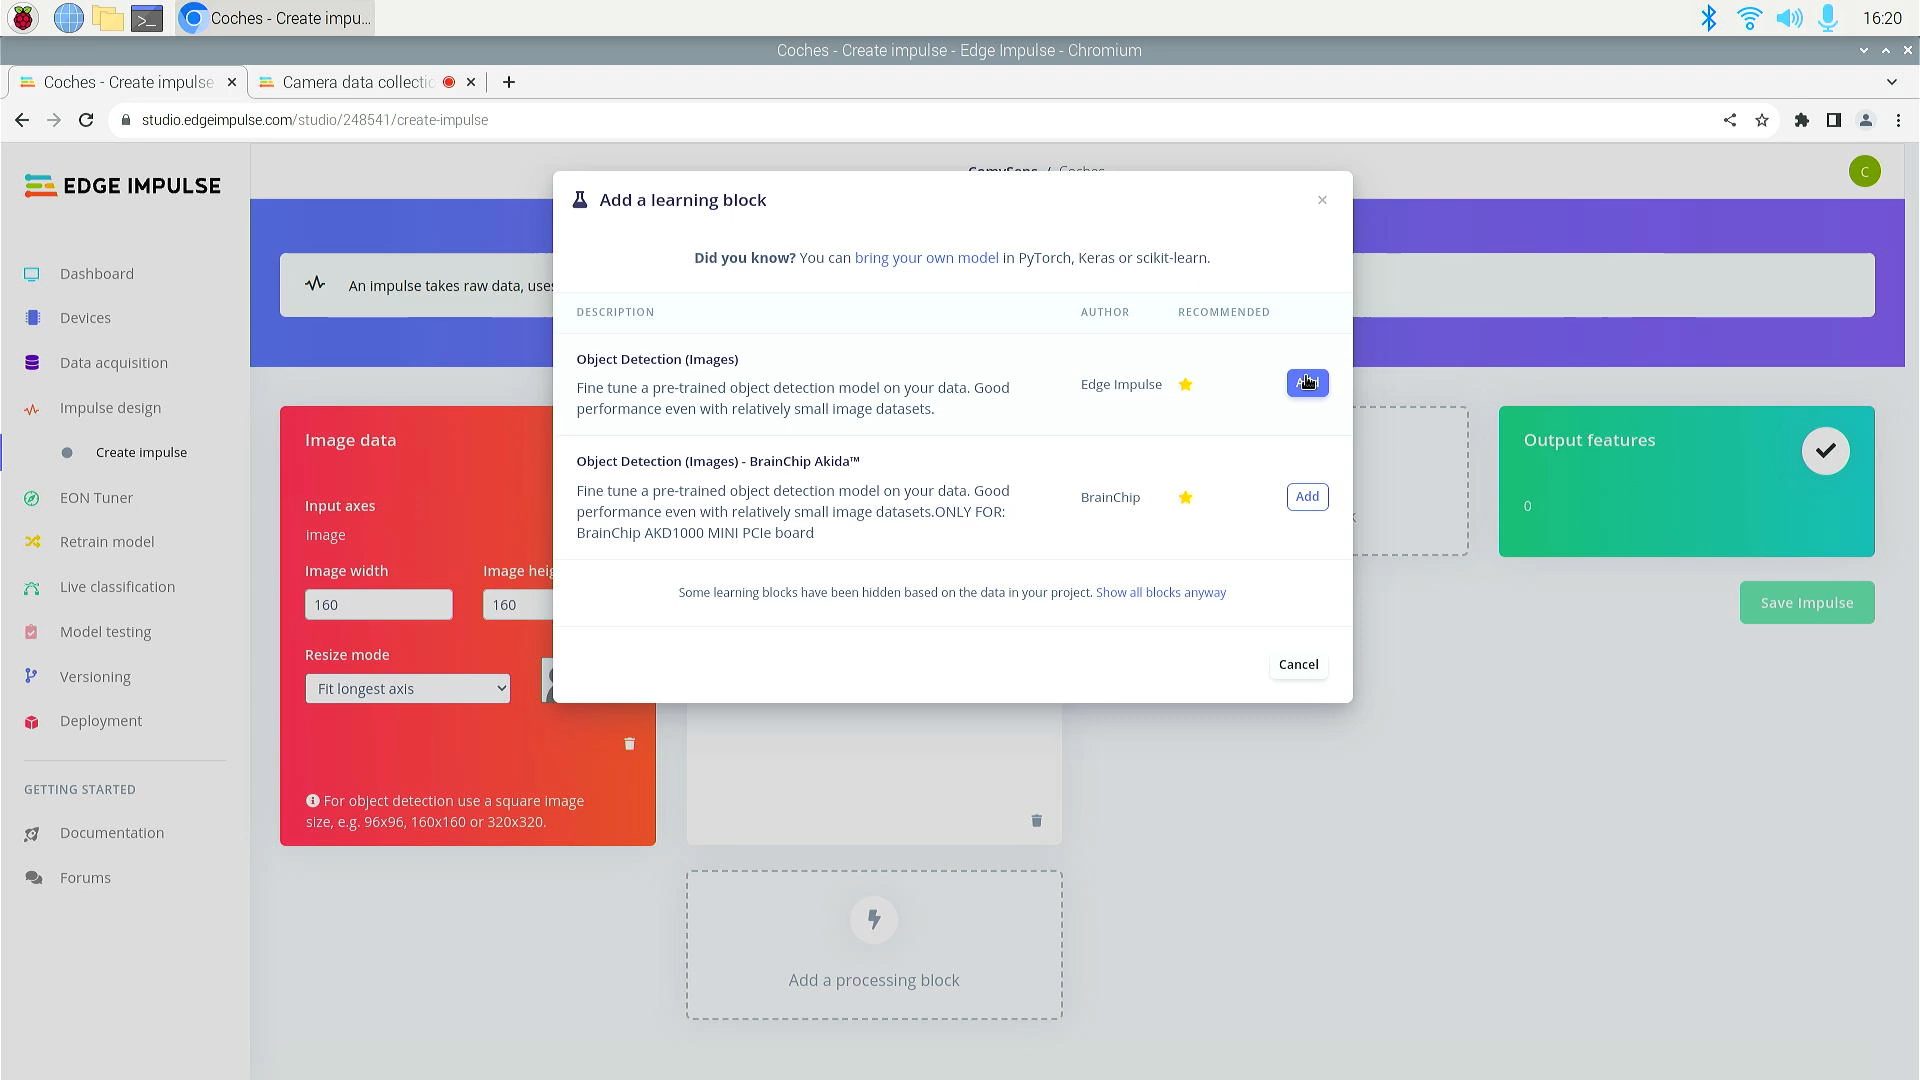 Coches - Create impu...
16:20
Coches - Create impulse - Edge Impulse - Chromium
Coches - Create impulse
Camera data collectio
studio.edgeimpulse.com/studio/248541/create-impulse
EDGE IMPULSE
Dashboard
Devices
Data acquisition
Impulse design
Create impulse
EON Tuner
Retrain model
Live classification
Model testing
Versioning
Deployment
GETTING STARTED
Documentation
Forums
/ Coches
C
An impulse takes raw data, uses
Add a learning block
×
Did you know? You can bring your own model in PyTorch, Keras or scikit-learn.
DESCRIPTION
AUTHOR
RECOMMENDED
Object Detection (Images)
Fine tune a pre-trained object detection model on your data. Good
performance even with relatively small image datasets.
Edge Impulse
Add
Object Detection (Images) - BrainChip Akida™
Fine tune a pre-trained object detection model on your data. Good
performance even with relatively small image datasets.ONLY FOR:
BrainChip AKD1000 MINI PCIe board
BrainChip
Add
Some learning blocks have been hidden based on the data in your project. Show all blocks anyway
Cancel
Image data
Input axes
image
Image width
Image heig
160
160
Resize mode
Fit longest axis
For object detection use a square image
size, e.g. 96x96, 160x160 or 320x320.
Add a processing block
Output features
0
Save Impulse